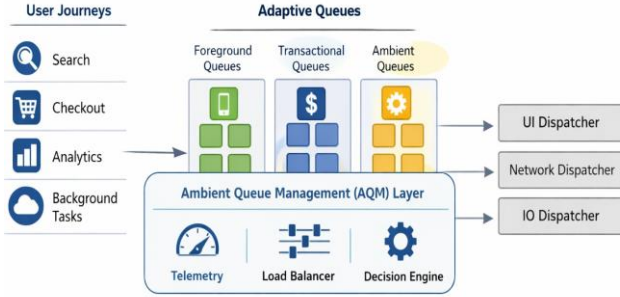 User Journeys
Search
Checkout
Analytics
Background
Tasks
Adaptive Queues
Foreground
Queues
Transactional
Queues
Ambient
Queues
$
Ambient Queue Management (AQM) Layer
Telemetry
Load Balancer
Decision Engine
UI Dispatcher
Network Dispatcher
IO Dispatcher